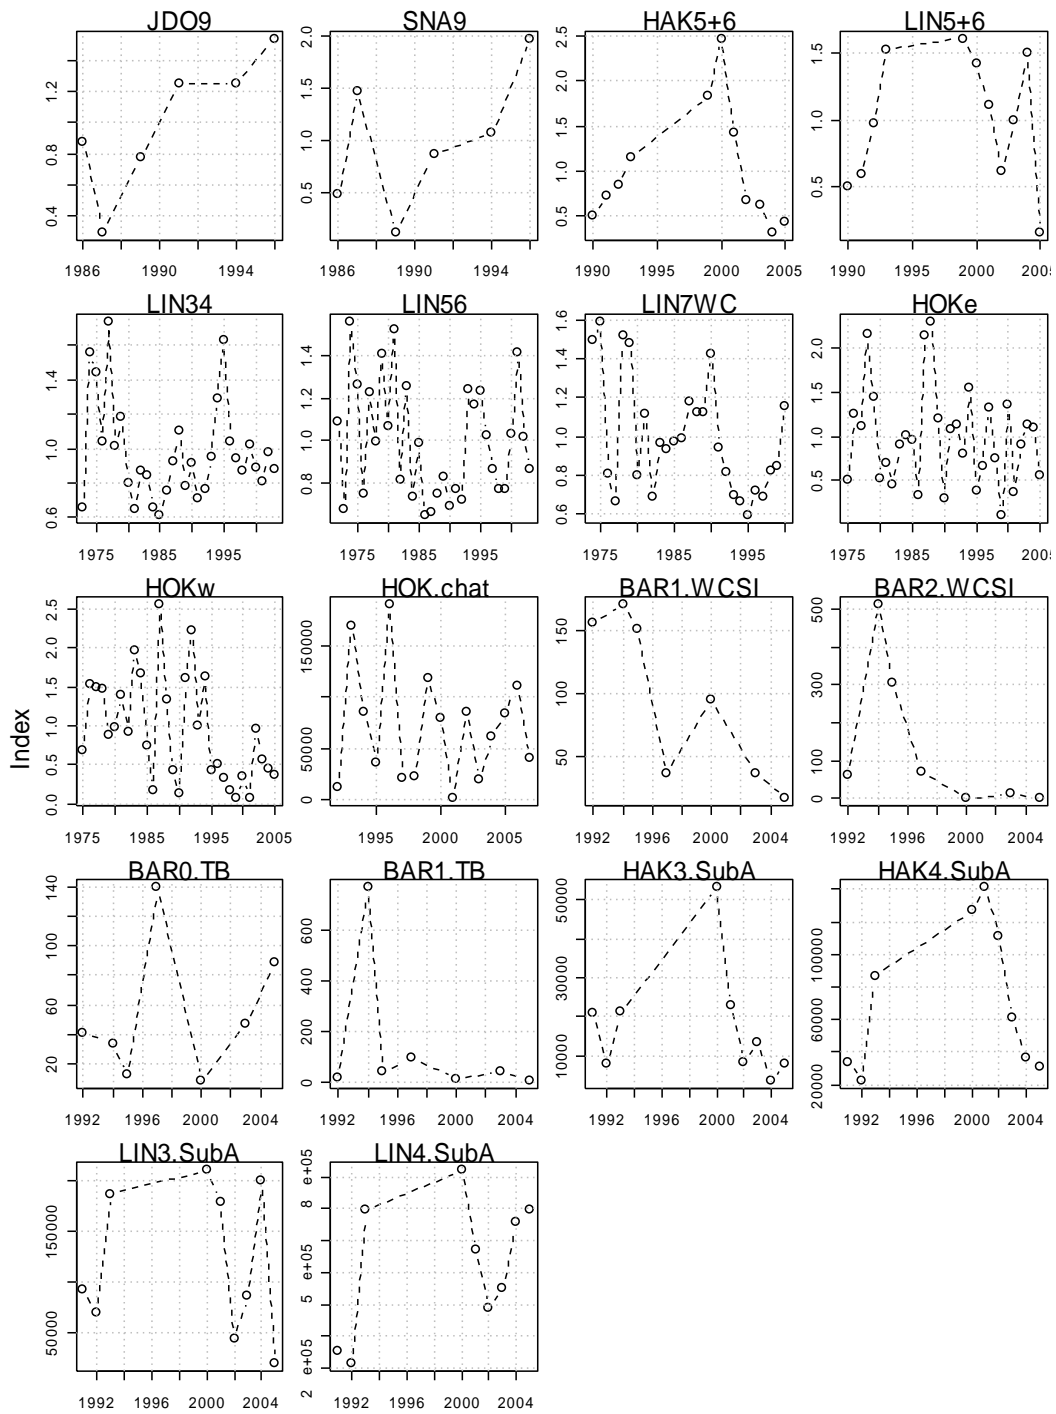 JDO9 SNA9 HAK5+6 LIN5+6
0.4 0.8 1.2 0.5 1.0 1.5 2.0 0.5 1.0 1.5 2.0 2.5 0.5 1.0 1.5
1986 1990 1994 1986 1990 1994 1990 1995 2000 2005 1990 1995 2000 2005
LIN34 LIN56 LIN7WC HOKe
0.6 0.8 1.0 1.4 0.8 1.0 1.2 1.4 0.6 0.8 1.0 1.2 1.4 1.6 0.5 1.0 1.5 2.0
1975 1985 1995 1975 1985 1995 1975 1985 1995 1975 1985 1995 2005
HOKw HOK.chat BAR1.WCSI BAR2.WCSI
Index
0.0 0.5 1.0 1.5 2.0 2.5 0 50000 150000 50 100 150 0 100 300 500
1975 1985 1995 2005 1995 2000 2005 1992 1996 2000 2004 1992 1996 2000 2004
BAR0.TB BAR1.TB HAK3.SubA HAK4.SubA
20 60 100 140 0 200 400 600 10000 30000 50000 20000 60000 100000
1992 1996 2000 2004 1992 1996 2000 2004 1992 1996 2000 2004 1992 1996 2000 2004
LIN3.SubA LIN4.SubA
50000 150000 2 e+05 5 e+05 8 e+05
1992 1996 2000 2004 1992 1996 2000 2004